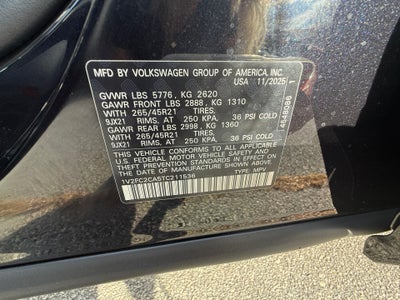 MFD BY VOLKSWAGEN GROUP OF AMERICA, INC.
USA 11/2025
GVWR LBS 5776, KG 2620
GAWR FRONT LBS 2888, KG 1310
WITH 265/45R21 TIRES,
9JX21 RIMS. AT 250 KPA. 36 PSI COLD
GAWR REAR LBS 2998, KG 1360
WITH 265/45R21 TIRES,
9JX21 RIMS. AT 250 KPA. 36 PSI COLD
THIS VEHICLE CONFORMS TO ALL APPLICABLE
U.S. FEDERAL MOTOR VEHICLE SAFETY AND
THEFT PREVENTION STANDARDS IN EFFECT ON THE
DATE OF MANUFACTURE SHOWN ABOVE.
1V2FC2CA5TC211536 TYPE: MPV
4648086 1